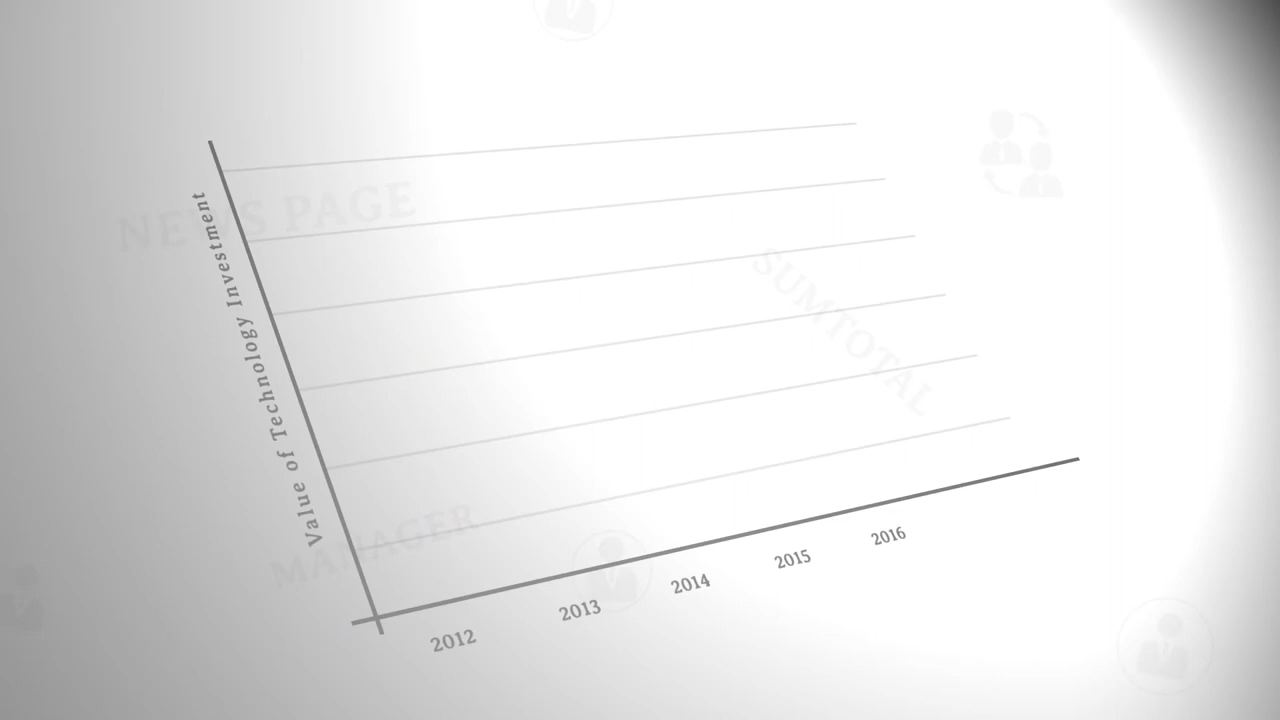 NEWS PAGE
Value of Technology Investment
SUMTOTAL
MANAGER
2012
2013
2014
2015
2016